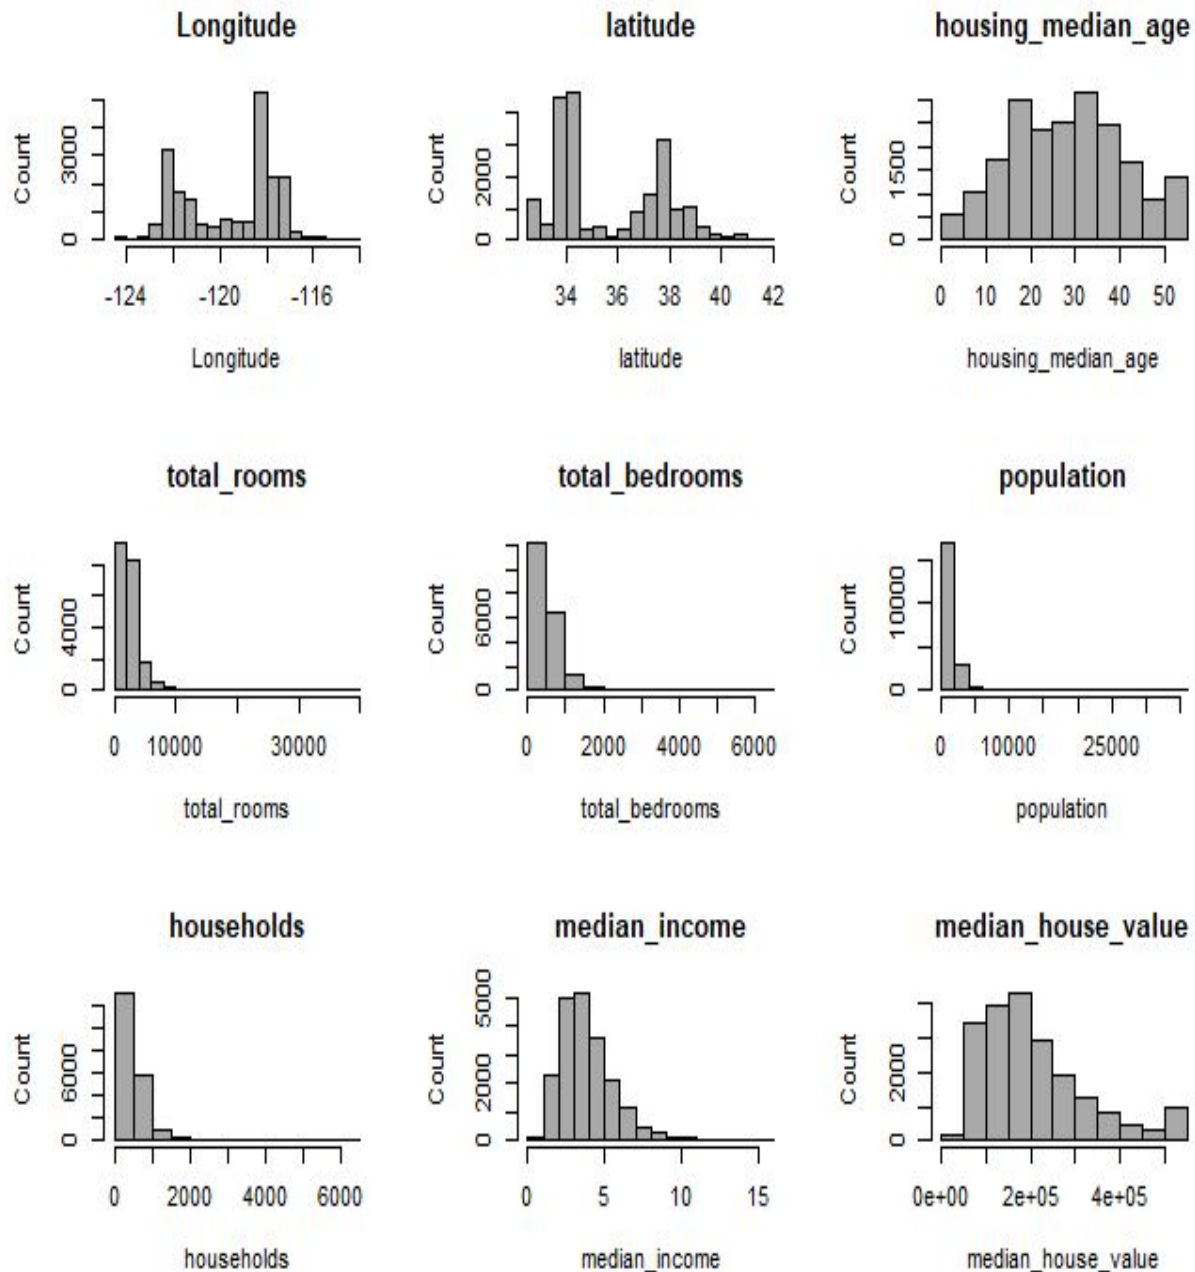 Longitude latitude housing_median_age
Count 0 3000 Count 0 2000 Count 0 1500
-124 -120 -116 34 36 38 40 42 0 10 20 30 40 50
Longitude latitude housing_median_age
total_rooms total_bedrooms population
Count 0 4000 Count 0 6000 Count 0 10000
0 10000 30000 0 2000 4000 6000 0 10000 25000
total_rooms total_bedrooms population
households median_income median_house_value
Count 0 6000 Count 0 2000 5000 Count 0 2000
0 2000 4000 6000 0 5 10 15 0e+00 2e+05 4e+05
households median_income median_house_value